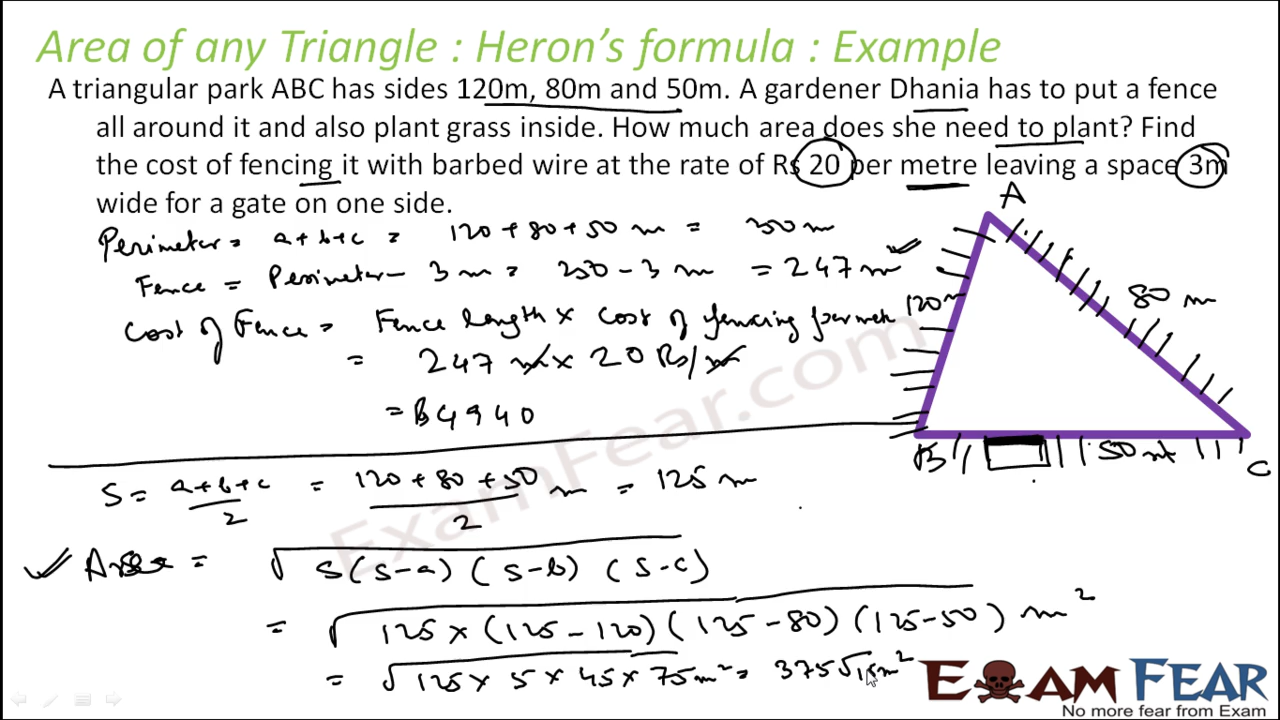 Area of any Triangle : Heron's formula : Example
A triangular park ABC has sides 120m, 80m and 50m. A gardener Dhania has to put a fence
all around it and also plant grass inside. How much area does she need to plant? Find
the cost of fencing it with barbed wire at the rate of Rs 20 per metre leaving a space 3m
wide for a gate on one side.
Perimeter = a+b+c = 120+80+50 m = 250 m
Fence = Perimeter - 3 m = 250 - 3 m = 247 m
Cost of Fence = Fence length × cost of fencing per
= 247 m × 20 Rs/m
= 4940
S = a+b+c/2 = 120+80+50/2 m = 125 m
Area = √S(S-a)(S-b)(S-c)
= √125×(125-120)(125-80)(125-50) m²
= √125×5×45×75 m² = 375√15 m²
A
120 m
80 m
B
50 mt
C
ExamFear.com
EXAM FEAR
No more fear from Exam